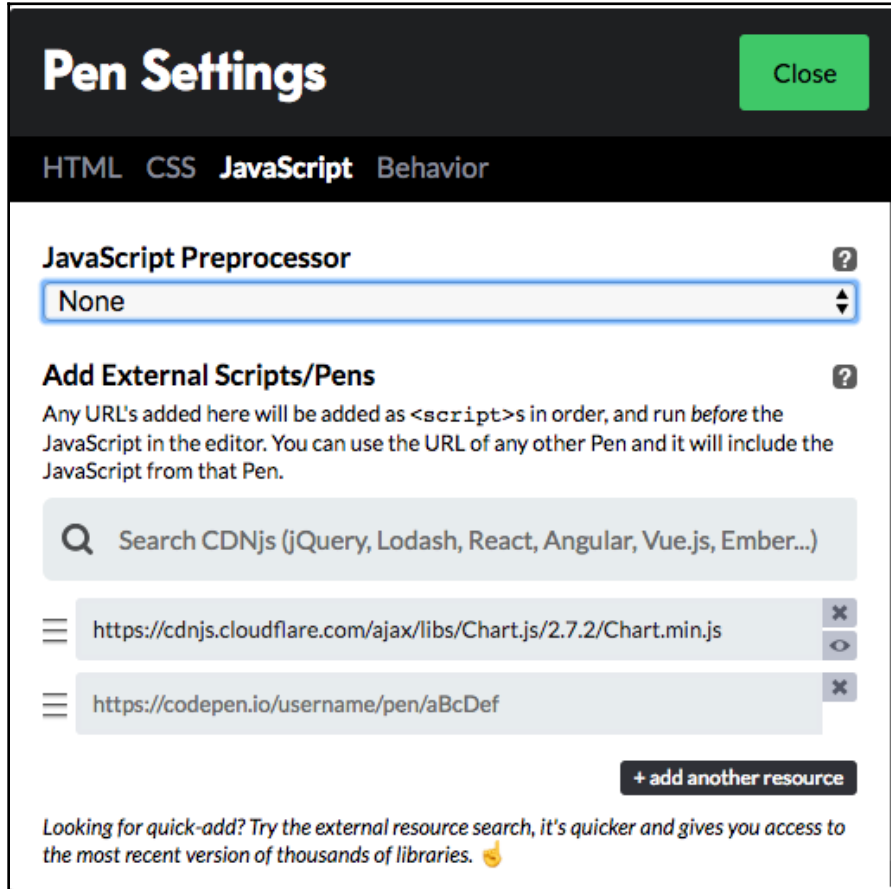 Pen Settings
Close
HTML CSS JavaScript Behavior
JavaScript Preprocessor
?
None
Add External Scripts/Pens
?
Any URL's added here will be added as <script>s in order, and run before the
JavaScript in the editor. You can use the URL of any other Pen and it will include the
JavaScript from that Pen.
Search CDNjs (jQuery, Lodash, React, Angular, Vue.js, Ember...)
https://cdnjs.cloudflare.com/ajax/libs/Chart.js/2.7.2/Chart.min.js
https://codepen.io/username/pen/aBcDef
+ add another resource
Looking for quick-add? Try the external resource search, it's quicker and gives you access to
the most recent version of thousands of libraries. ☝